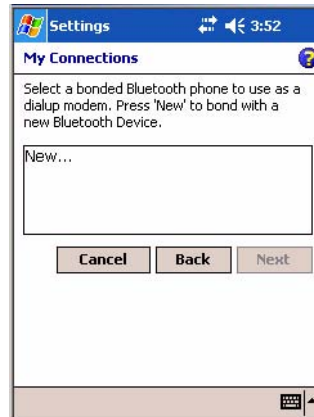 Settings 3:52
My Connections
Select a bonded Bluetooth phone to use as a
dialup modem. Press 'New' to bond with a
new Bluetooth Device.
New...
Cancel Back Next